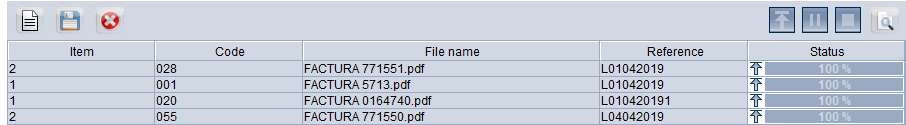 Item Code File name Reference Status
2 028 FACTURA 771551.pdf L01042019 100 %
1 001 FACTURA 5713.pdf L01042019 100 %
1 020 FACTURA 0164740.pdf L010420191 100 %
2 055 FACTURA 771550.pdf L04042019 100 %